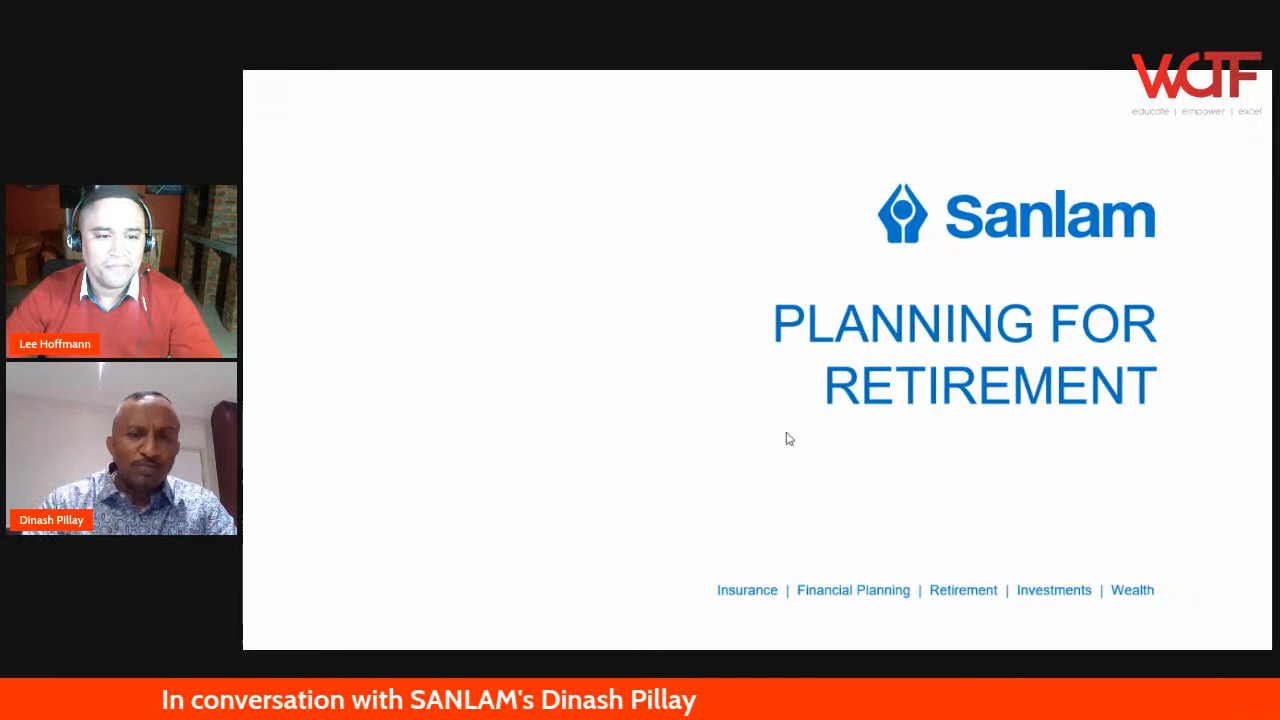 WCTF
educate | empower | excel
Sanlam
PLANNING FOR
RETIREMENT
Lee Hoffmann
Dinash Pillay
Insurance | Financial Planning | Retirement | Investments | Wealth
In conversation with SANLAM's Dinash Pillay